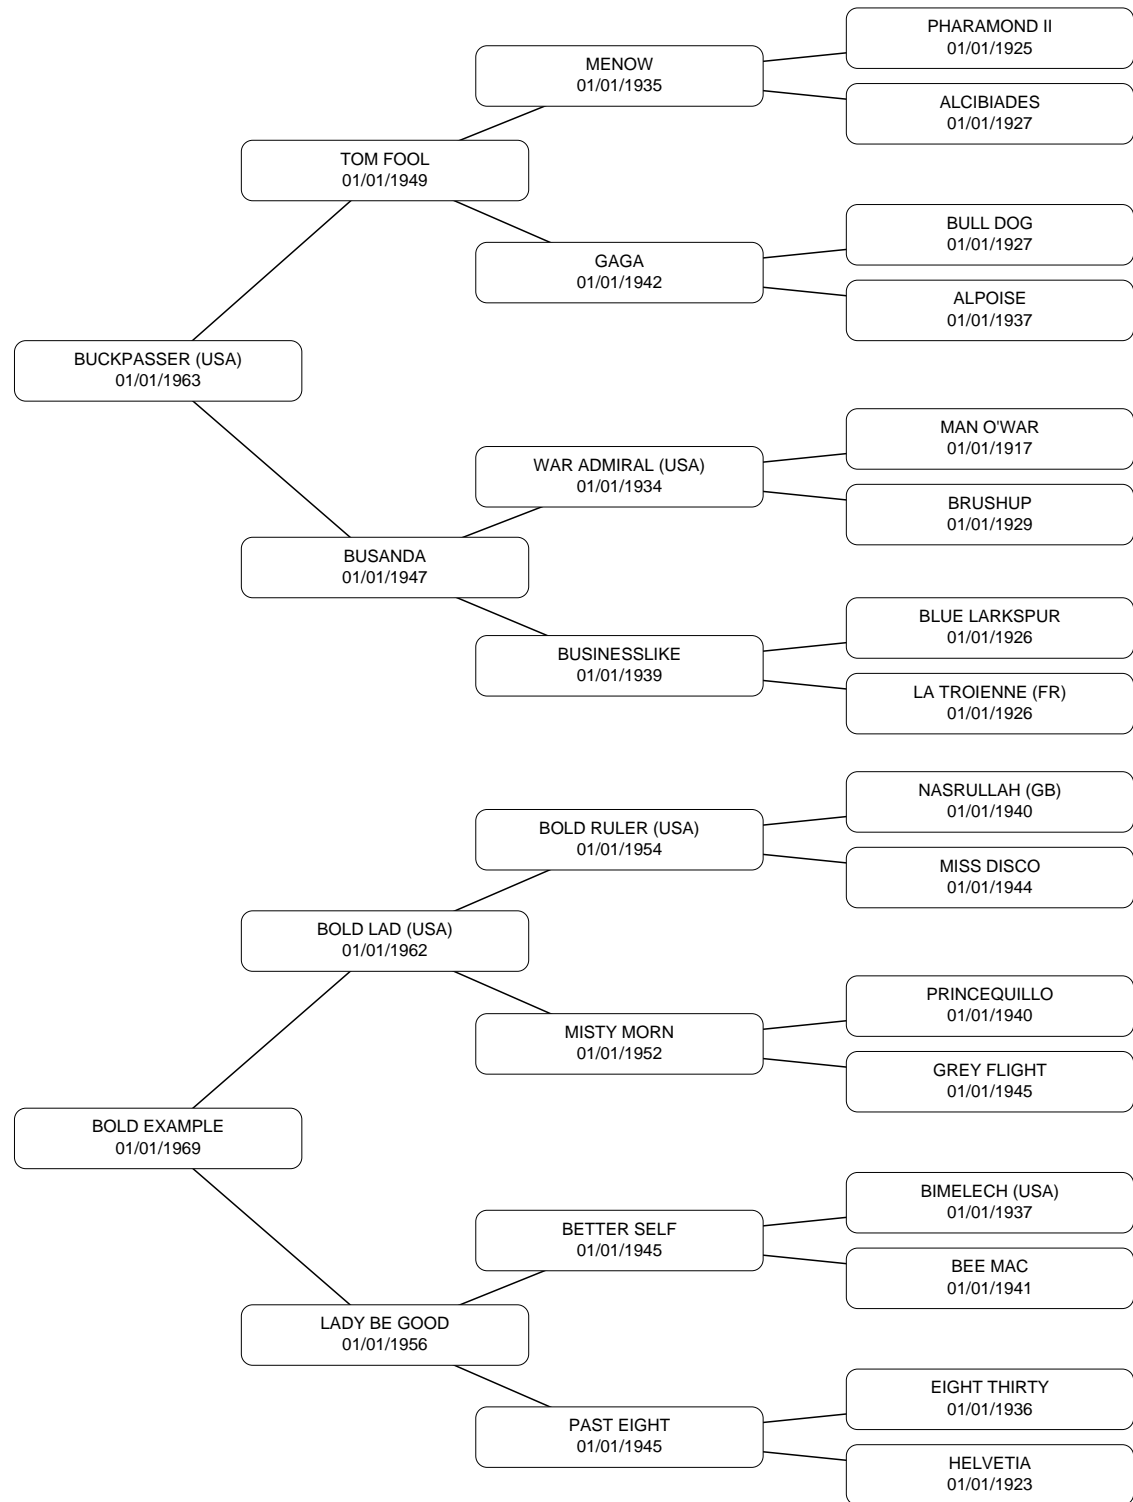 PHARAMOND II
01/01/1925
MENOW
01/01/1935
ALCIBIADES
01/01/1927
TOM FOOL
01/01/1949
BULL DOG
01/01/1927
GAGA
01/01/1942
ALPOISE
01/01/1937
BUCKPASSER (USA)
01/01/1963
MAN O'WAR
01/01/1917
WAR ADMIRAL (USA)
01/01/1934
BRUSHUP
01/01/1929
BUSANDA
01/01/1947
BLUE LARKSPUR
01/01/1926
BUSINESSLIKE
01/01/1939
LA TROIENNE (FR)
01/01/1926
NASRULLAH (GB)
01/01/1940
BOLD RULER (USA)
01/01/1954
MISS DISCO
01/01/1944
BOLD LAD (USA)
01/01/1962
PRINCEQUILLO
01/01/1940
MISTY MORN
01/01/1952
GREY FLIGHT
01/01/1945
BOLD EXAMPLE
01/01/1969
BIMELECH (USA)
01/01/1937
BETTER SELF
01/01/1945
BEE MAC
01/01/1941
LADY BE GOOD
01/01/1956
EIGHT THIRTY
01/01/1936
PAST EIGHT
01/01/1945
HELVETIA
01/01/1923